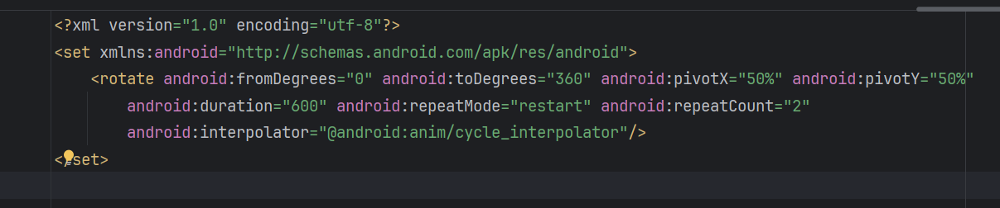 <?xml version="1.0" encoding="utf-8"?>
<set xmlns:android="http://schemas.android.com/apk/res/android">
    <rotate android:fromDegrees="0" android:toDegrees="360" android:pivotX="50%" android:pivotY="50%"
        android:duration="600" android:repeatMode="restart" android:repeatCount="2"
        android:interpolator="@android:anim/cycle_interpolator"/>
</set>